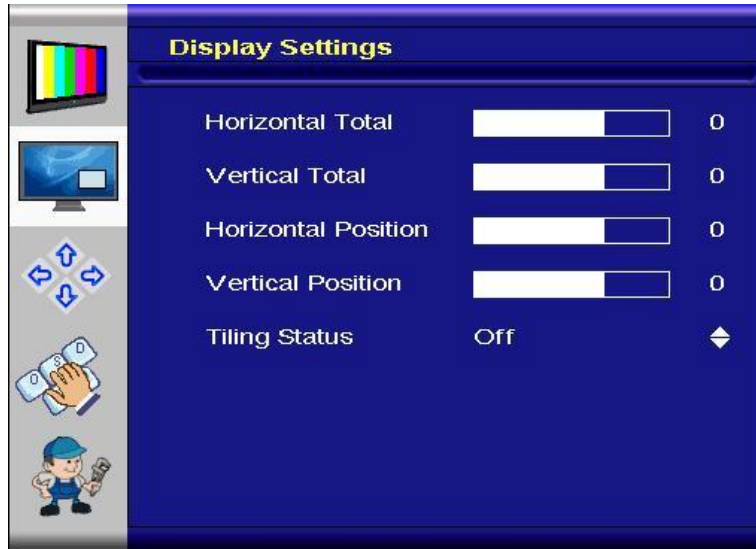 Display Settings
Horizontal Total 0
Vertical Total 0
Horizontal Position 0
Vertical Position 0
Tiling Status Off
O S D